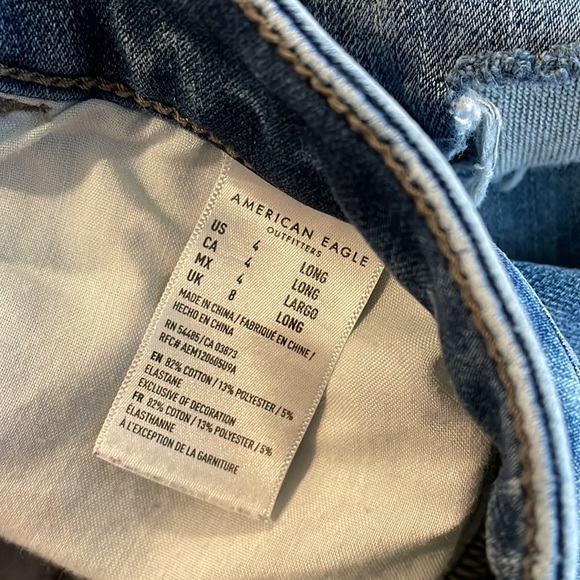 AMERICAN EAGLE
OUTFITTERS
US 4 LONG
CA 4 LONG
MX 4 LARGO
UK 8 LONG
MADE IN CHINA / FABRIQUÉ EN CHINE /
HECHO EN CHINA
RN 54485 / CA 03873
RFC# AEM120605U9A
EN 82% COTTON / 13% POLYESTER / 5%
ELASTANE
EXCLUSIVE OF DECORATION
FR 82% COTON / 13% POLYESTER / 5%
ÉLASTHANNE
À L'EXCEPTION DE LA GARNITURE